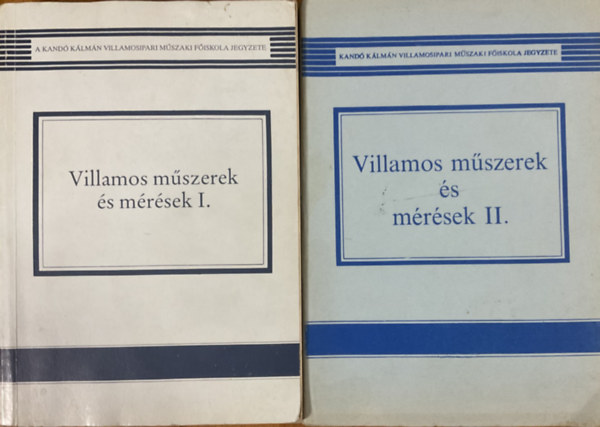 A KANDÓ KÁLMÁN VILLAMOSIPARI MŰSZAKI FŐISKOLA JEGYZETE
Villamos műszerek
és mérések I.
KANDÓ KÁLMÁN VILLAMOSIPARI MŰSZAKI FŐISKOLA JEGYZETE
Villamos műszerek
és
mérések II.